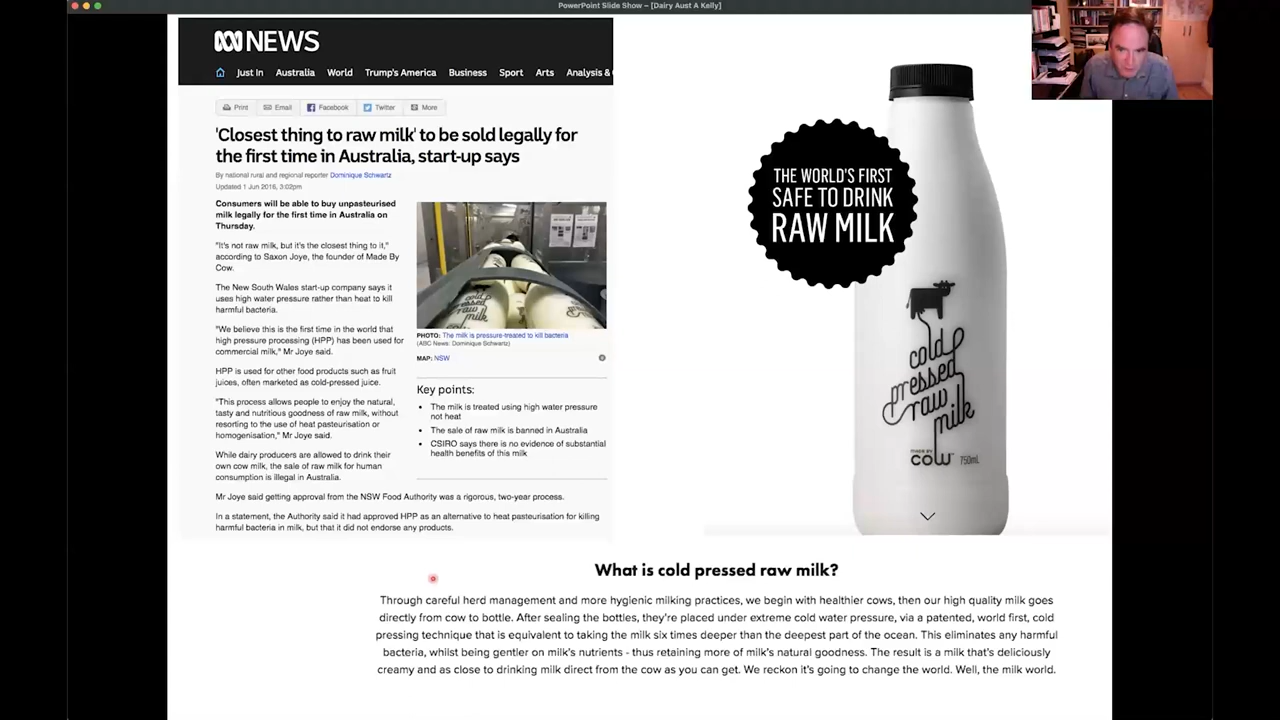 PowerPoint Slide Show – [Dairy Aust A Kelly]
NEWS
Just In Australia World Trump's America Business Sport Arts Analysis &
Print Email Facebook Twitter More
'Closest thing to raw milk' to be sold legally for
the first time in Australia, start-up says
By national rural and regional reporter Dominique Schwartz
Updated 1 Jun 2016, 3:02pm
Consumers will be able to buy unpasteurised
milk legally for the first time in Australia on
Thursday.
"It's not raw milk, but it's the closest thing to it,"
according to Saxon Joye, the founder of Made By
Cow.
The New South Wales start-up company says it
uses high water pressure rather than heat to kill
harmful bacteria.
"We believe this is the first time in the world that
high pressure processing (HPP) has been used for
commercial milk," Mr Joye said.
HPP is used for other food products such as fruit
juices, often marketed as cold-pressed juice.
"This process allows people to enjoy the natural,
tasty and nutritious goodness of raw milk, without
resorting to the use of heat pasteurisation or
homogenisation," Mr Joye said.
While dairy producers are allowed to drink their
own cow milk, the sale of raw milk for human
consumption is illegal in Australia.
Mr Joye said getting approval from the NSW Food Authority was a rigorous, two-year process.
In a statement, the Authority said it had approved HPP as an alternative to heat pasteurisation for killing
harmful bacteria in milk, but that it did not endorse any products.
PHOTO: The milk is pressure-treated to kill bacteria
(ABC News: Dominique Schwartz)
MAP: NSW
Key points:
• The milk is treated using high water pressure
not heat
• The sale of raw milk is banned in Australia
• CSIRO says there is no evidence of substantial
health benefits of this milk
THE WORLD'S FIRST
SAFE TO DRINK
RAW MILK
cold
pressed
raw
milk
MADE BY
COW™ 750mL
What is cold pressed raw milk?
Through careful herd management and more hygienic milking practices, we begin with healthier cows, then our high quality milk goes
directly from cow to bottle. After sealing the bottles, they're placed under extreme cold water pressure, via a patented, world first, cold
pressing technique that is equivalent to taking the milk six times deeper than the deepest part of the ocean. This eliminates any harmful
bacteria, whilst being gentler on milk's nutrients - thus retaining more of milk's natural goodness. The result is a milk that's deliciously
creamy and as close to drinking milk direct from the cow as you can get. We reckon it's going to change the world. Well, the milk world.